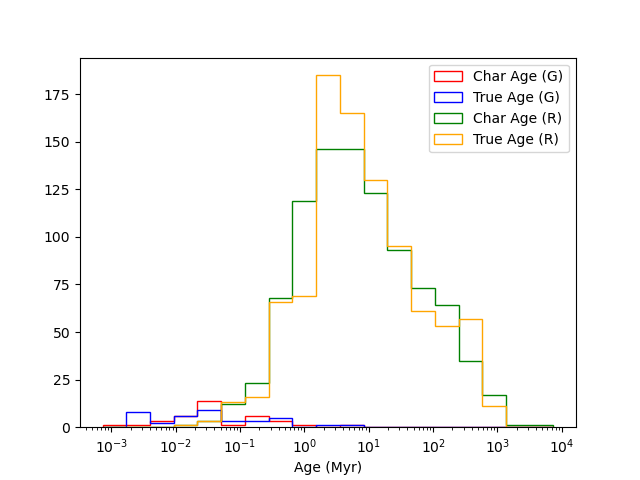 Char Age (G)
True Age (G)
Char Age (R)
True Age (R)
175
150
125
100
75
50
25
0
10⁻³ 10⁻² 10⁻¹ 10⁰ 10¹ 10² 10³ 10⁴
Age (Myr)